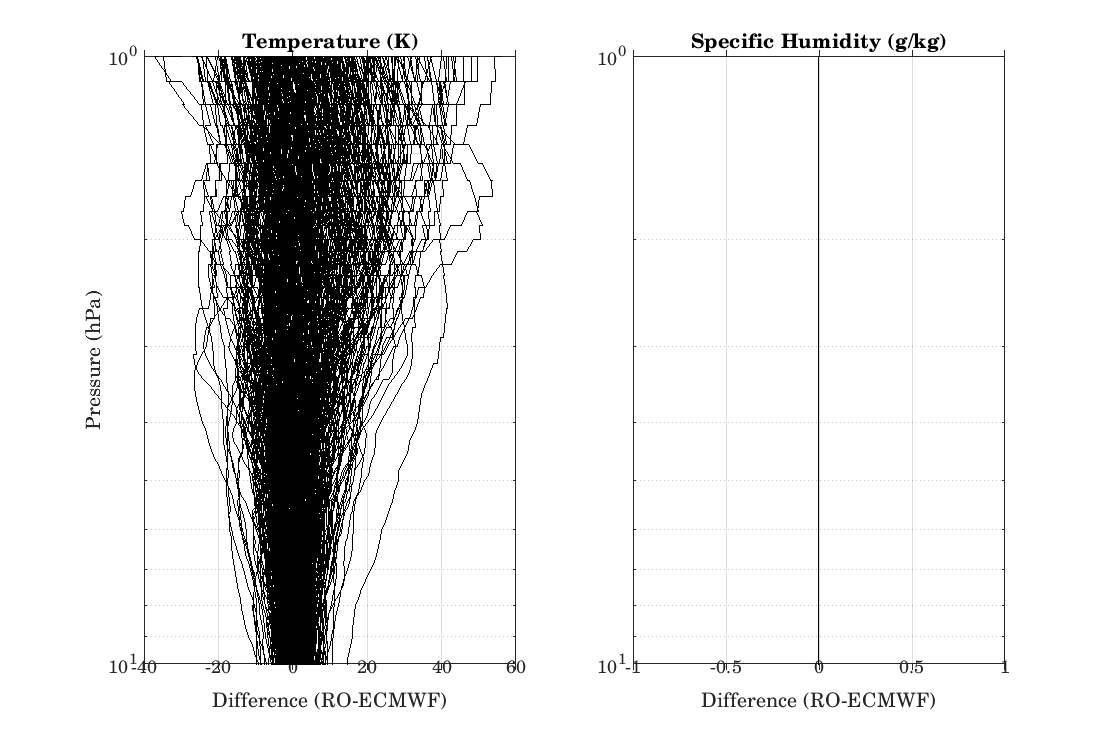 Temperature (K)
10^0
Pressure (hPa)
10^1
-40 -20 0 20 40 60
Difference (RO-ECMWF)
Specific Humidity (g/kg)
10^0
10^1
-1 -0.5 0 0.5 1
Difference (RO-ECMWF)